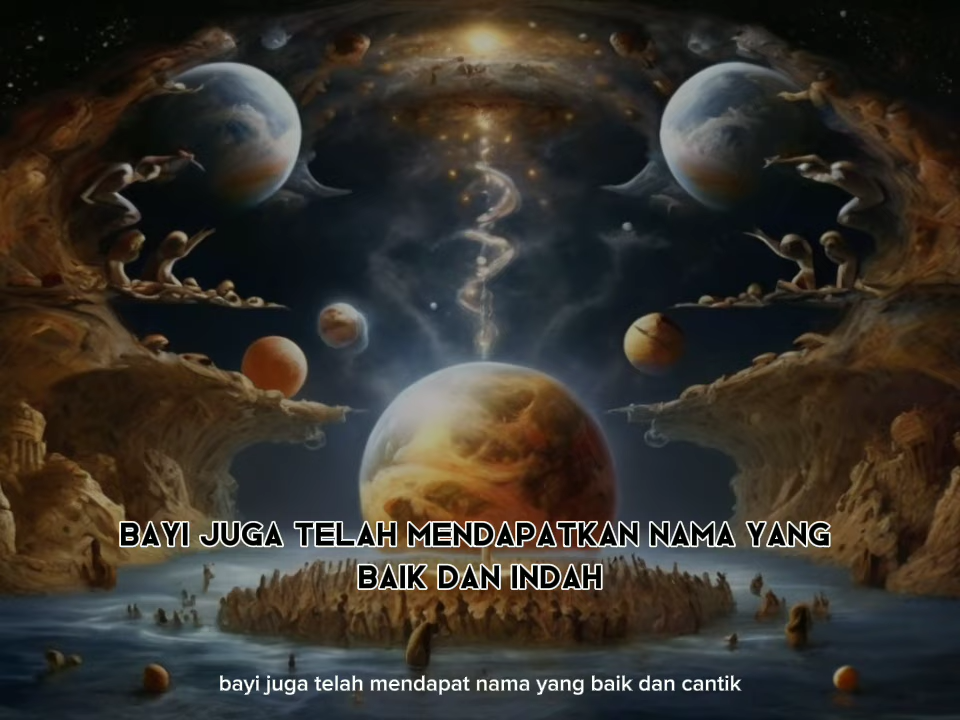 BAYI JUGA TELAH MENDAPATKAN NAMA YANG
BAIK DAN INDAH
bayi juga telah mendapat nama yang baik dan cantik